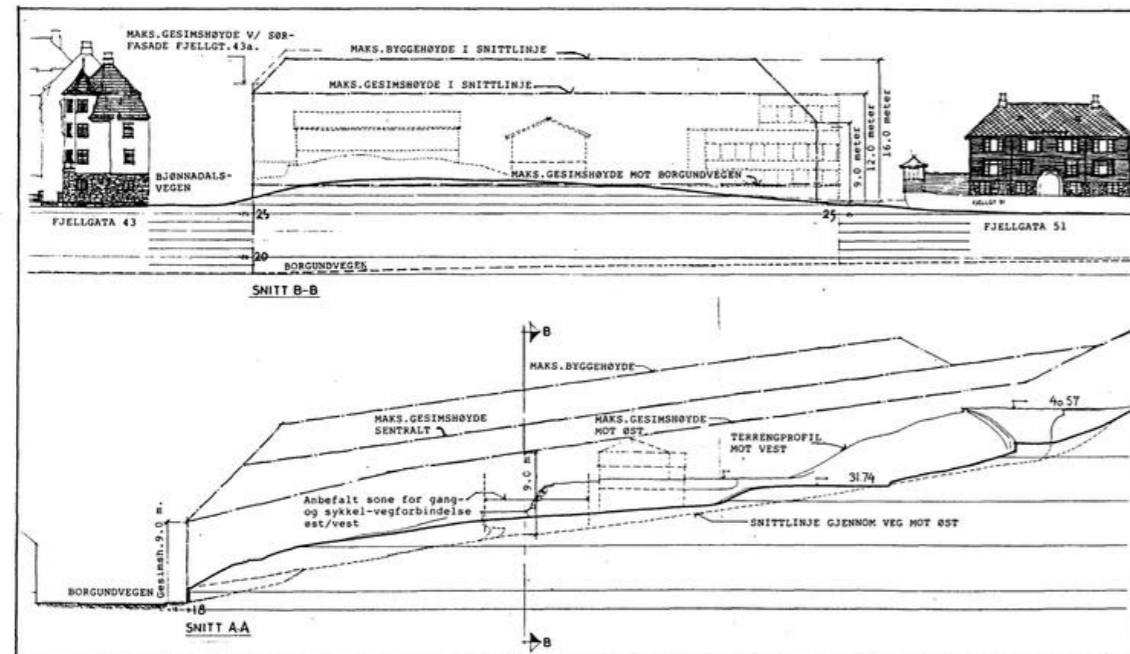 MAKS.GESIMSHØYDE V/ SØR-
FASADE FJELLGT.43a.
MAKS.BYGGEHØYDE I SNITTLINJE
MAKS.GESIMSHØYDE I SNITTLINJE
9.0 meter
12.0 meter
16.0 meter
BJØNNADALS-
VEGEN
MAKS.GESIMSHØYDE MOT BORGUNDVEGEN
FJELLGT 51
FJELLGATA 43
25
25
FJELLGATA 51
20
BORGUNDVEGEN
SNITT B-B
B
MAKS.BYGGEHØYDE
MAKS.GESIMSHØYDE
SENTRALT
MAKS.GESIMSHØYDE
MOT ØST
40.57
TERRENGPROFIL
MOT VEST
9.0 m.
31.74
Anbefalt sone for gang-
og sykkel-vegforbindelse
øst/vest
SNITTLINJE GJENNOM VEG MOT ØST
Gesimsh.9.0 m.
BORGUNDVEGEN
18
SNITT A-A
B